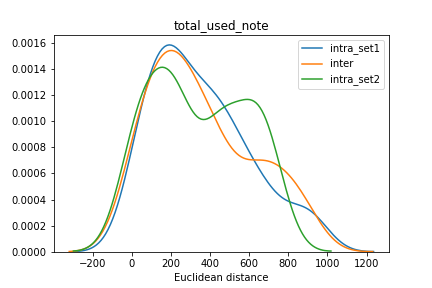 total_used_note
0.0016
0.0014
0.0012
0.0010
0.0008
0.0006
0.0004
0.0002
0.0000
intra_set1
inter
intra_set2
−200 0 200 400 600 800 1000 1200
Euclidean distance